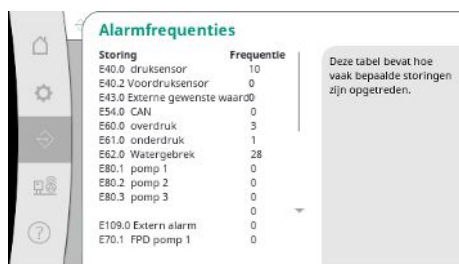 Alarmfrequenties
Storing Frequentie
E40.0 druksensor 10
E40.2 Voordruksensor 0
E43.0 Externe gewenste waard0
E54.0 CAN 0
E60.0 overdruk 3
E61.0 onderdruk 1
E62.0 Watergebrek 28
E80.1 pomp 1 0
E80.2 pomp 2 0
E80.3 pomp 3 0
0
E109.0 Extern alarm 0
E70.1 FPD pomp 1 0
Deze tabel bevat hoe
vaak bepaalde storingen
zijn opgetreden.